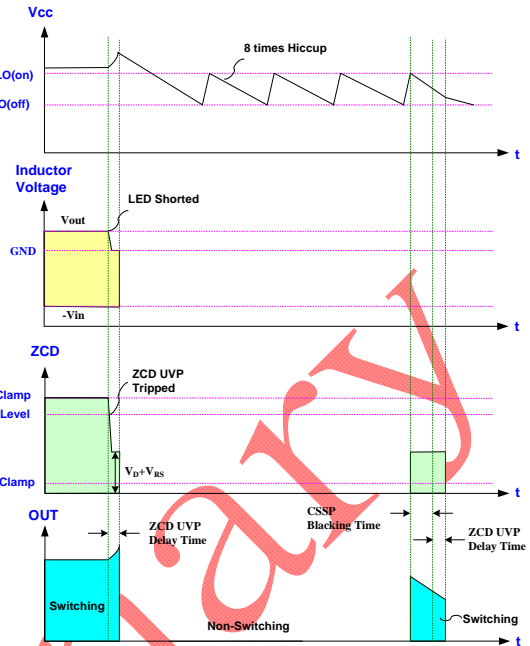 Vcc
8 times Hiccup
LO(on)
O(off)
t
Inductor
Voltage
LED Shorted
Vout
GND
-Vin
t
ZCD
ZCD UVP
Tripped
Clamp
Level
VD+VRS
Clamp
t
CSSP
Blacking Time
OUT
ZCD UVP
Delay Time
ZCD UVP
Delay Time
Switching
Non-Switching
Switching
t
ary